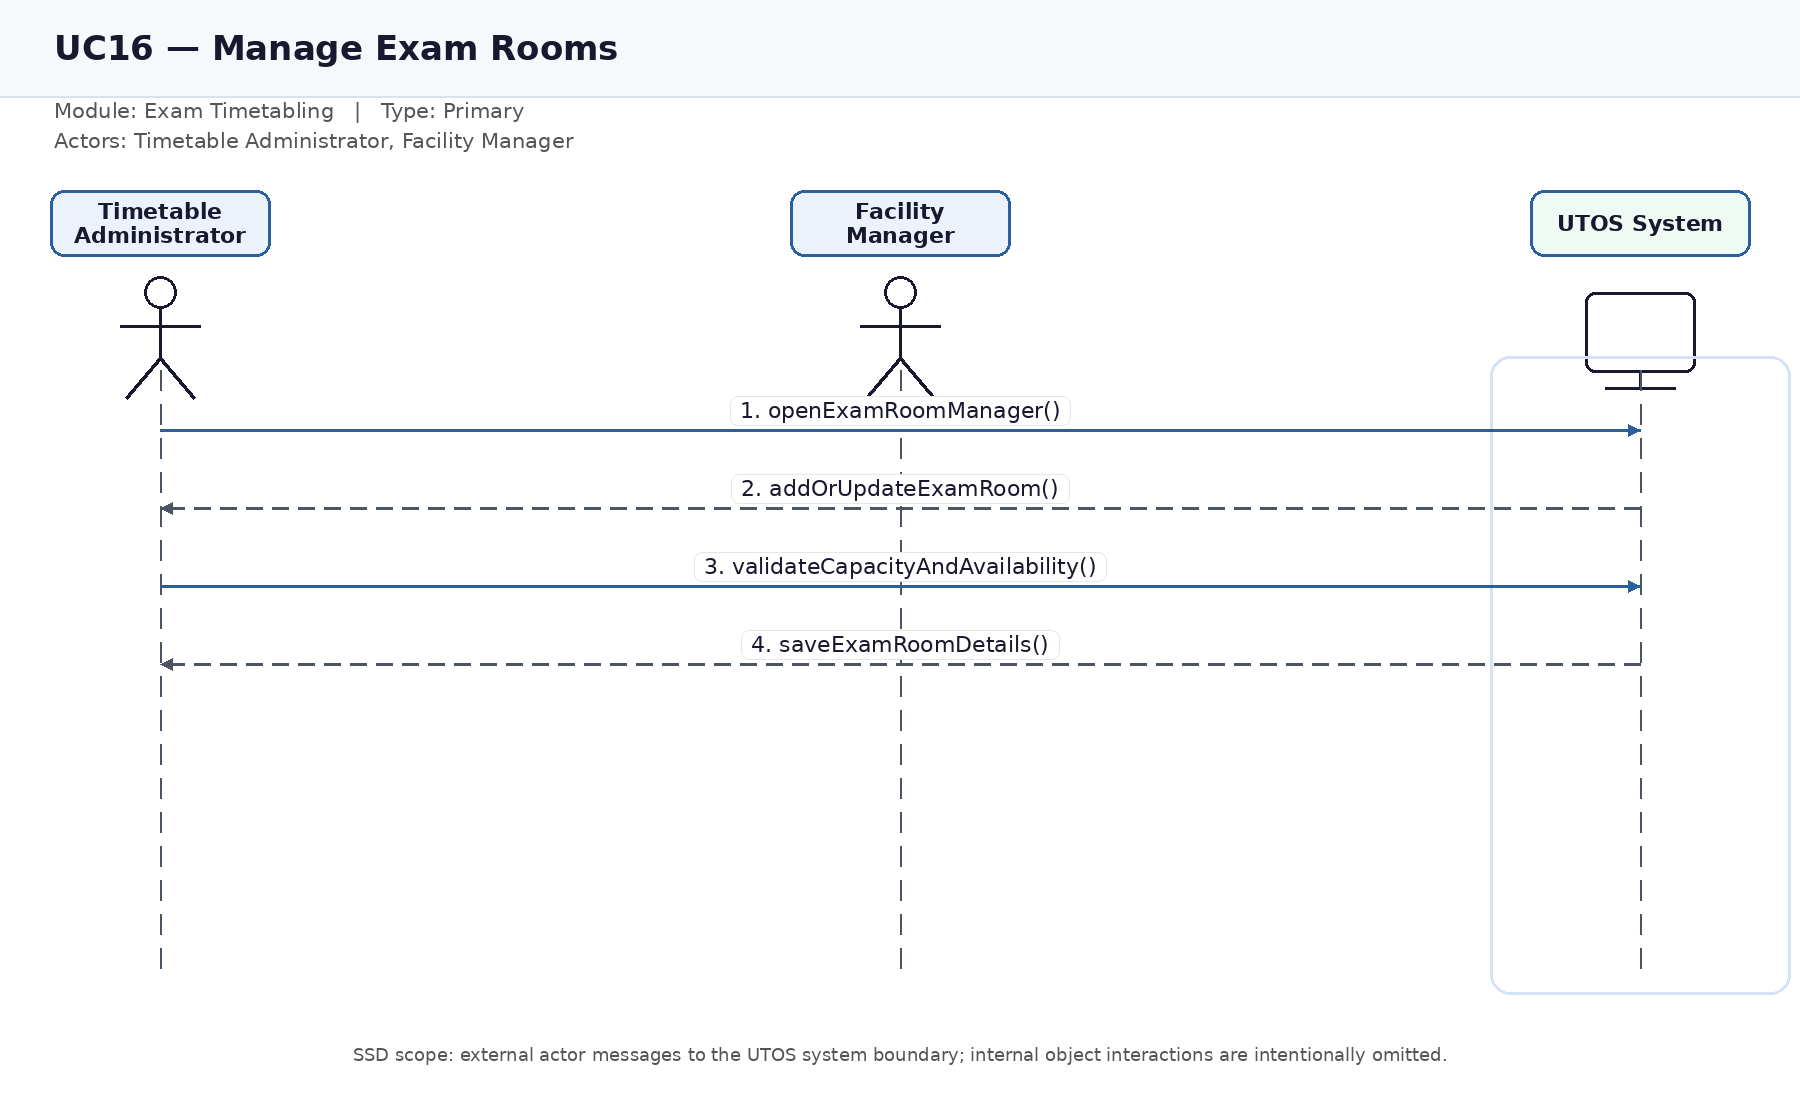 UC16 — Manage Exam Rooms
Module: Exam Timetabling | Type: Primary
Actors: Timetable Administrator, Facility Manager
Timetable
Administrator
Facility
Manager
UTOS System
1. openExamRoomManager()
2. addOrUpdateExamRoom()
3. validateCapacityAndAvailability()
4. saveExamRoomDetails()
SSD scope: external actor messages to the UTOS system boundary; internal object interactions are intentionally omitted.